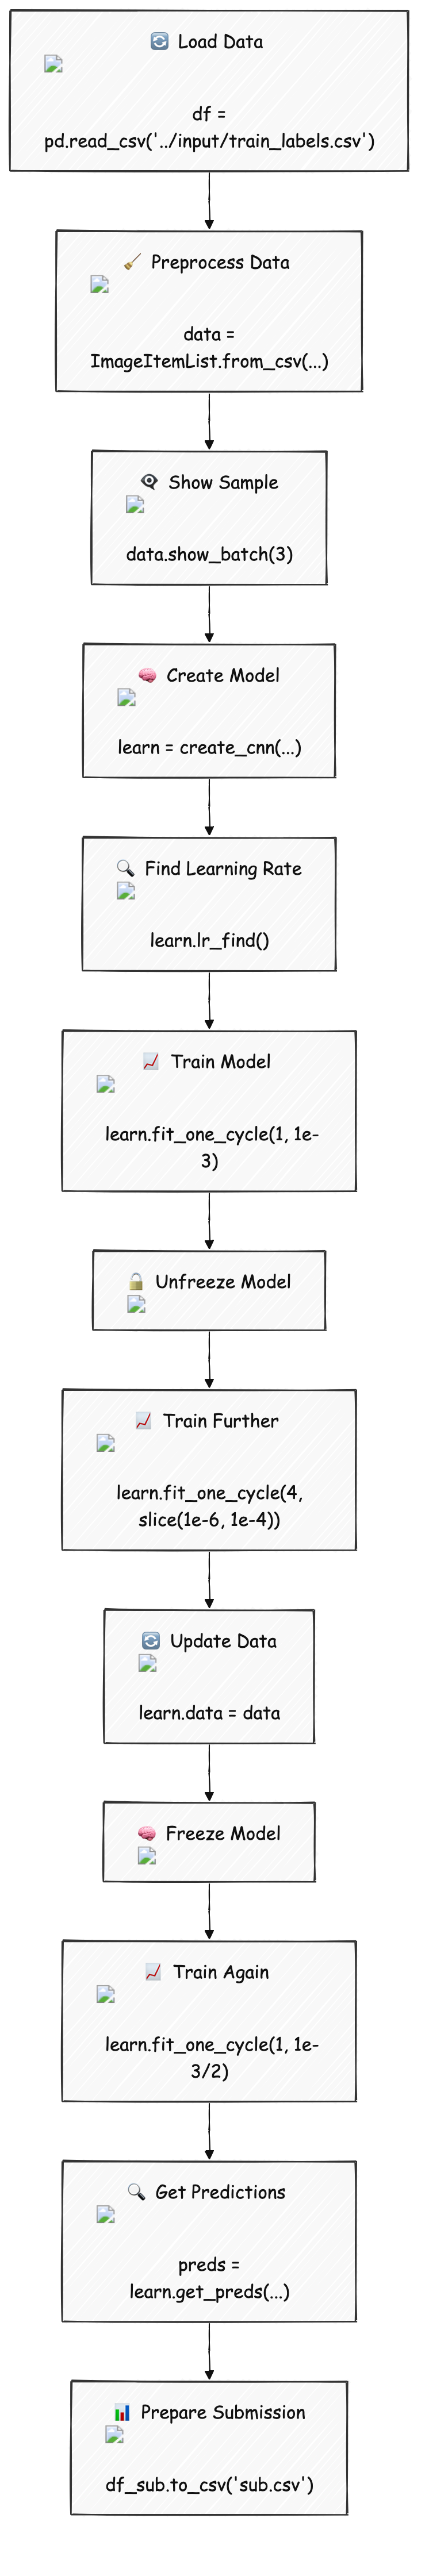 🔄 Load Data
df =
pd.read_csv('../input/train_labels.csv')
🧹 Preprocess Data
data =
ImageItemList.from_csv(...)
👁️‍🗨️ Show Sample
data.show_batch(3)
🧠 Create Model
learn = create_cnn(...)
🔍 Find Learning Rate
learn.lr_find()
📈 Train Model
learn.fit_one_cycle(1, 1e-
3)
🔓 Unfreeze Model
📈 Train Further
learn.fit_one_cycle(4,
slice(1e-6, 1e-4))
🔄 Update Data
learn.data = data
🧠 Freeze Model
📈 Train Again
learn.fit_one_cycle(1, 1e-
3/2)
🔍 Get Predictions
preds =
learn.get_preds(...)
📊 Prepare Submission
df_sub.to_csv('sub.csv')